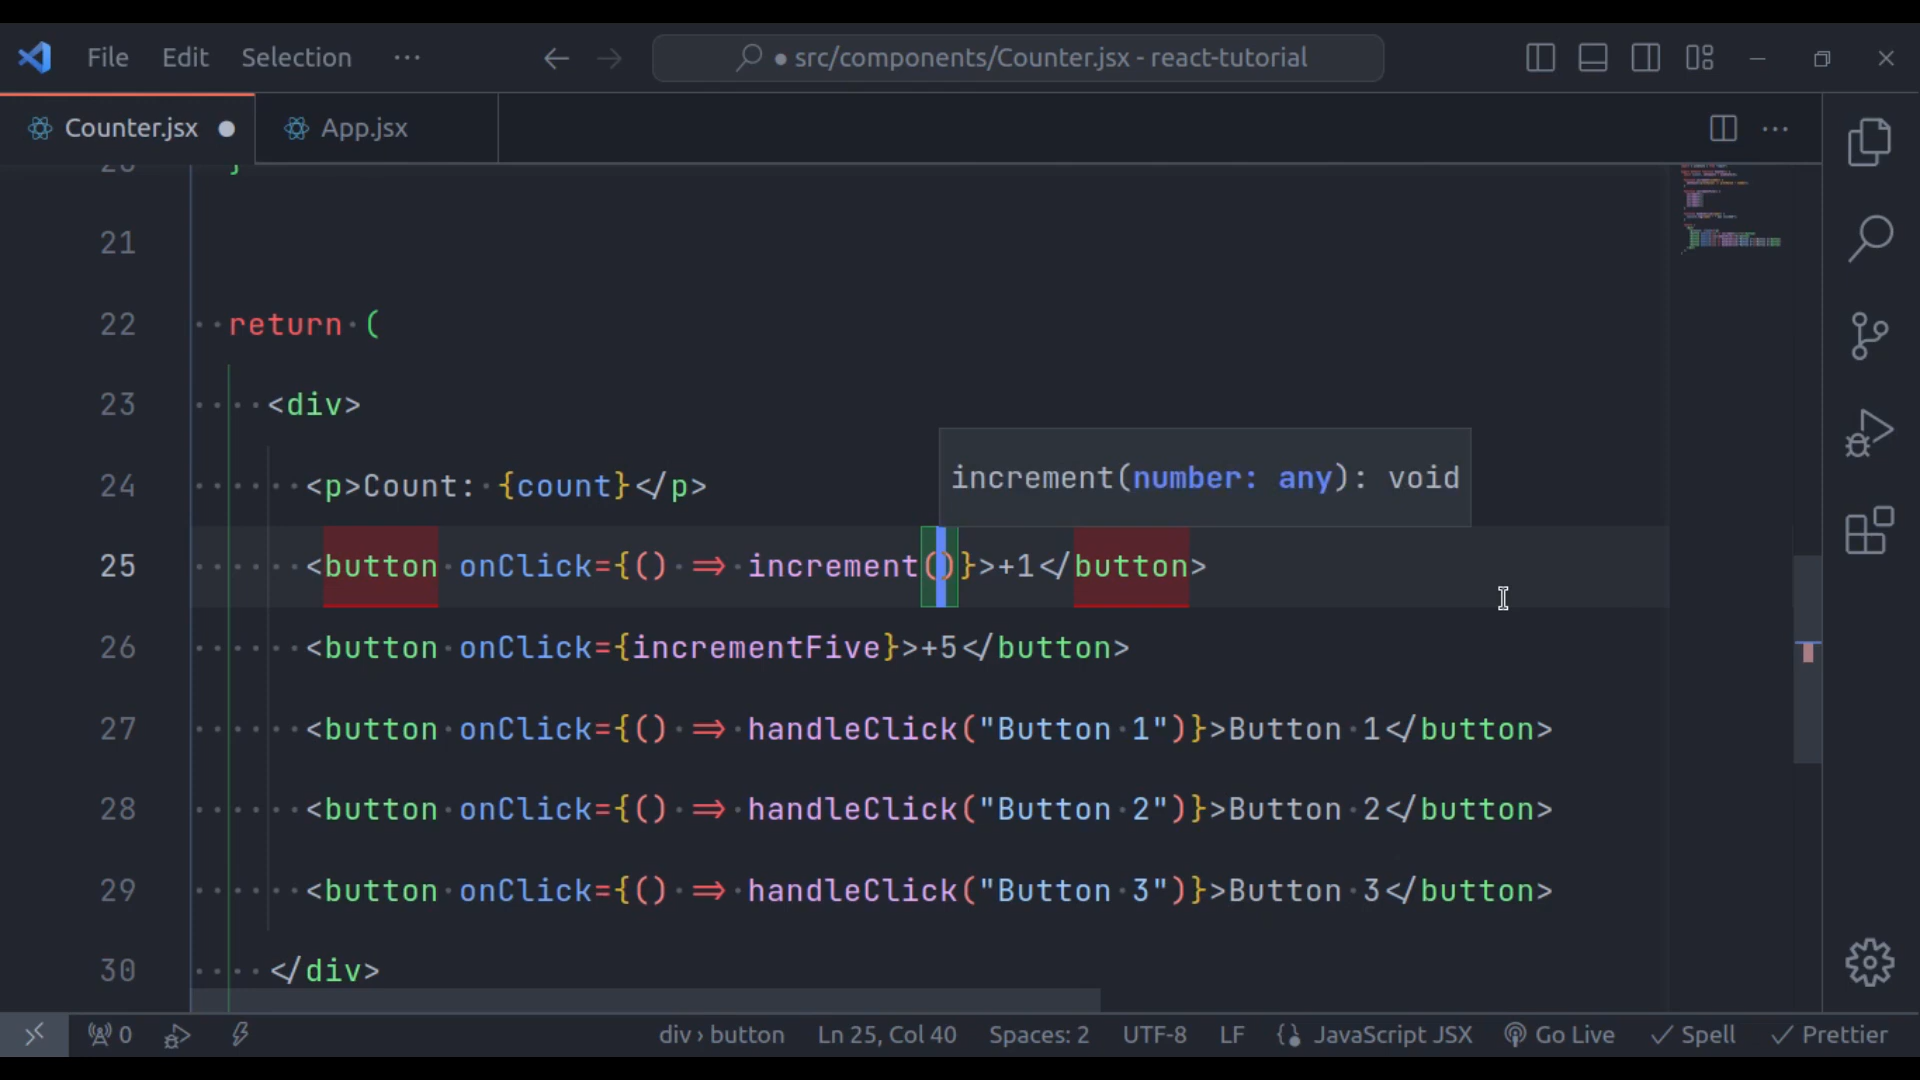 File Edit Selection ··· ← → ● src/components/Counter.jsx - react-tutorial
Counter.jsx ● App.jsx ···
20 }
21
22 return (
23 <div>
24 <p>Count: {count}</p>
increment(number: any): void
25 <button onClick={() => increment()}>+1</button>
26 <button onClick={incrementFive}>+5</button>
27 <button onClick={() => handleClick("Button 1")}>Button 1</button>
28 <button onClick={() => handleClick("Button 2")}>Button 2</button>
29 <button onClick={() => handleClick("Button 3")}>Button 3</button>
30 </div>
0 div › button Ln 25, Col 40 Spaces: 2 UTF-8 LF JavaScript JSX Go Live ✓ Spell ✓ Prettier